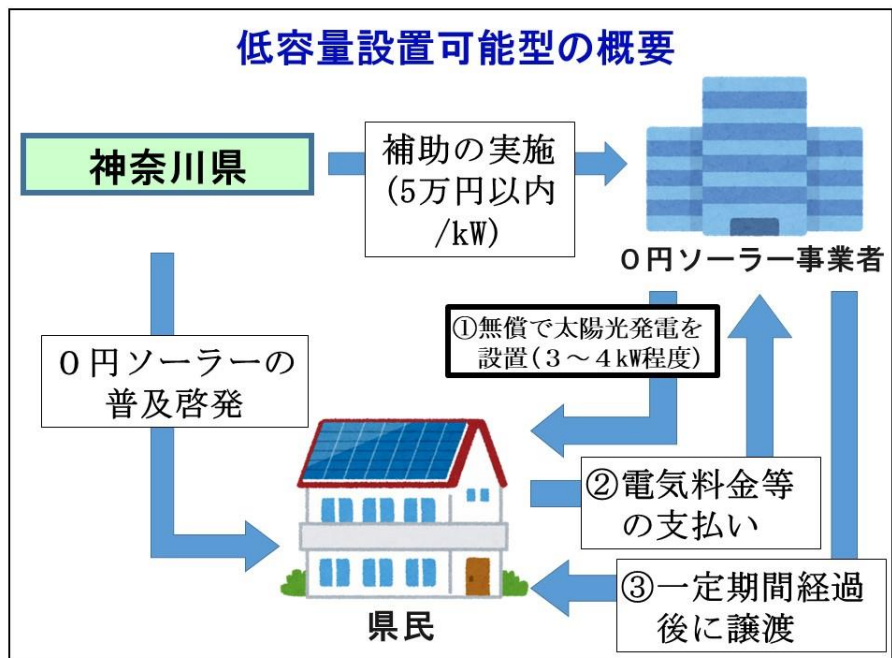 低容量設置可能型の概要
神奈川県
補助の実施
(5万円以内
/kW)
０円ソーラー事業者
①無償で太陽光発電を
設置(３～４kW程度)
０円ソーラーの
普及啓発
②電気料金等
の支払い
③一定期間経過
後に譲渡
県民